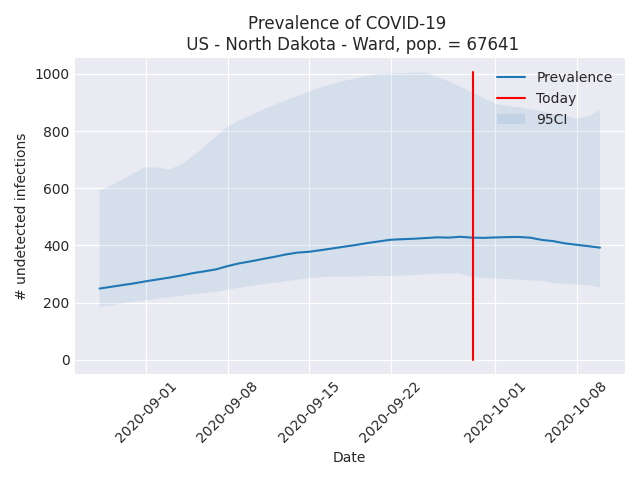 Prevalence of COVID-19
US - North Dakota - Ward, pop. = 67641
# undetected infections
1000
800
600
400
200
0
Prevalence
Today
95CI
2020-09-01
2020-09-08
2020-09-15
2020-09-22
2020-10-01
2020-10-08
Date